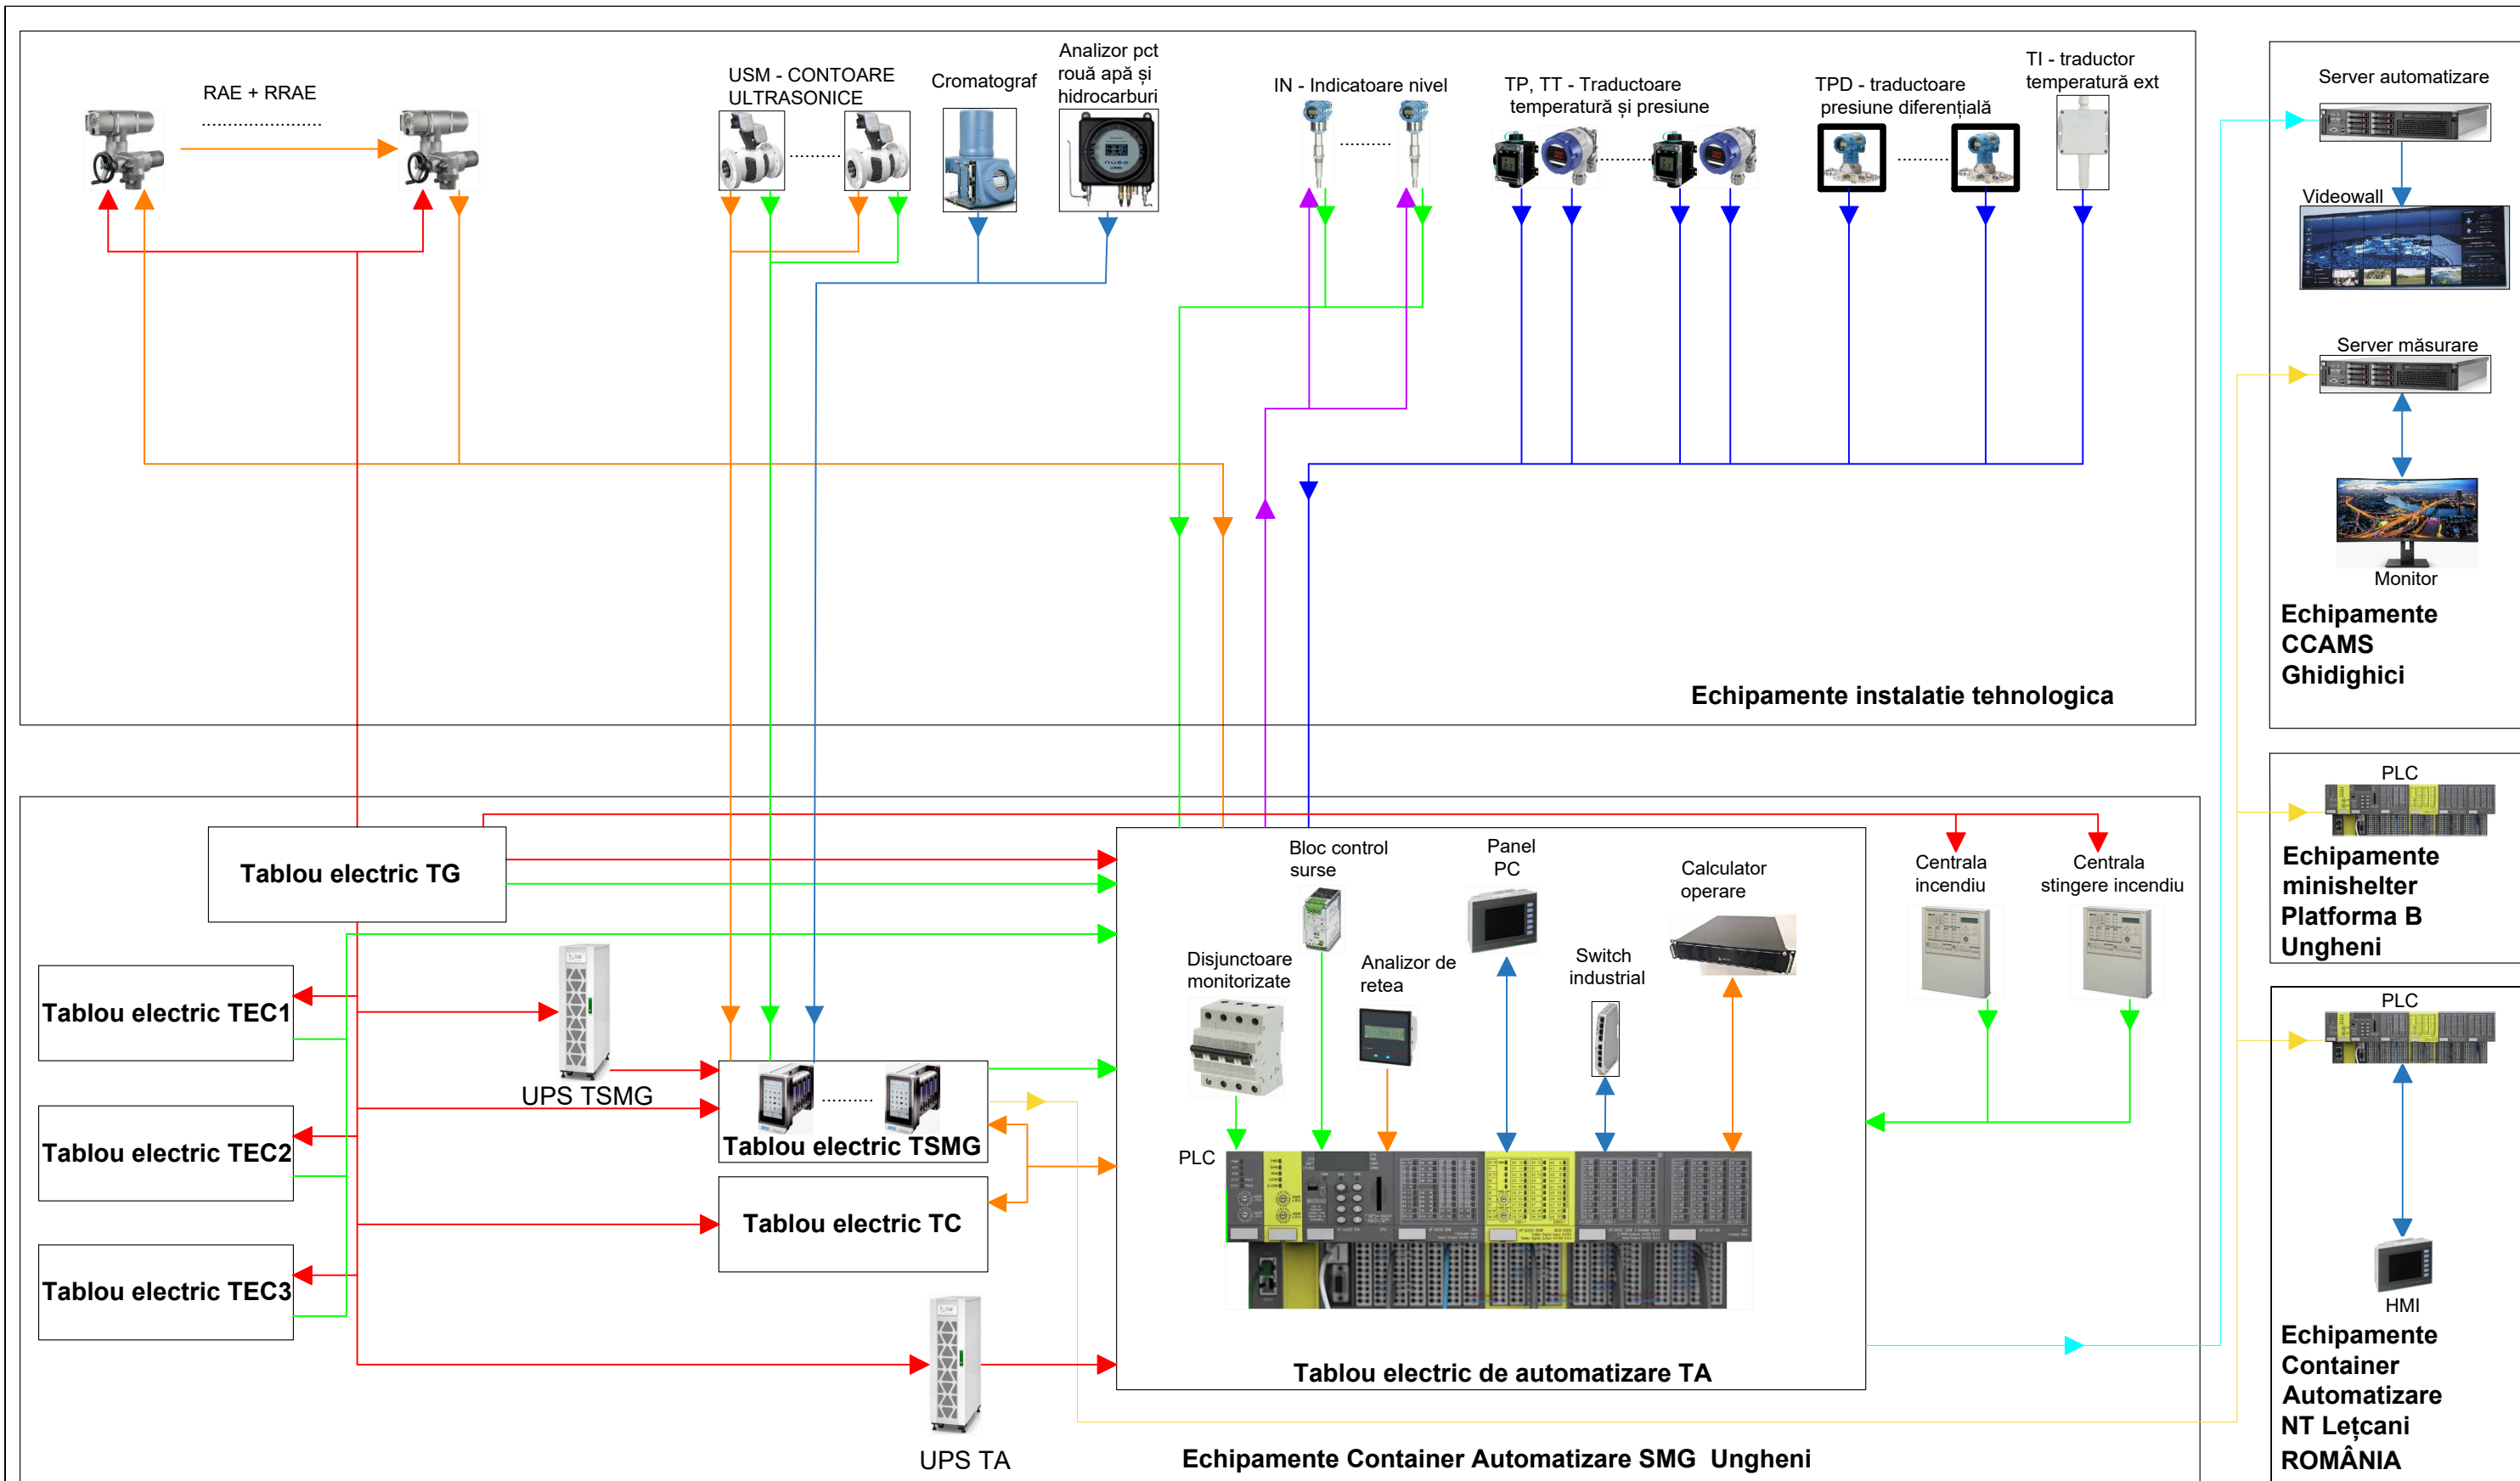 RAE + RRAE
USM - CONTOARE
ULTRASONICE
Cromatograf
Analizor pct
rouă apă și
hidrocarburi
IN - Indicatoare nivel
TP, TT - Traductoare
temperatură și presiune
TPD - traductoare
presiune diferențială
TI - traductor
temperatură ext
Echipamente instalatie tehnologica
Server automatizare
Videowall
Server măsurare
Monitor
Echipamente
CCAMS
Ghidighici
PLC
Echipamente
minishelter
Platforma B
Ungheni
PLC
HMI
Echipamente
Container
Automatizare
NT Lețcani
ROMÂNIA
Tablou electric TG
Tablou electric TEC1
Tablou electric TEC2
Tablou electric TEC3
UPS TSMG
Tablou electric TSMG
Tablou electric TC
UPS TA
Bloc control
surse
Panel
PC
Calculator
operare
Disjunctoare
monitorizate
Analizor de
retea
Switch
industrial
PLC
Tablou electric de automatizare TA
Centrala
incendiu
Centrala
stingere incendiu
Echipamente Container Automatizare SMG Ungheni